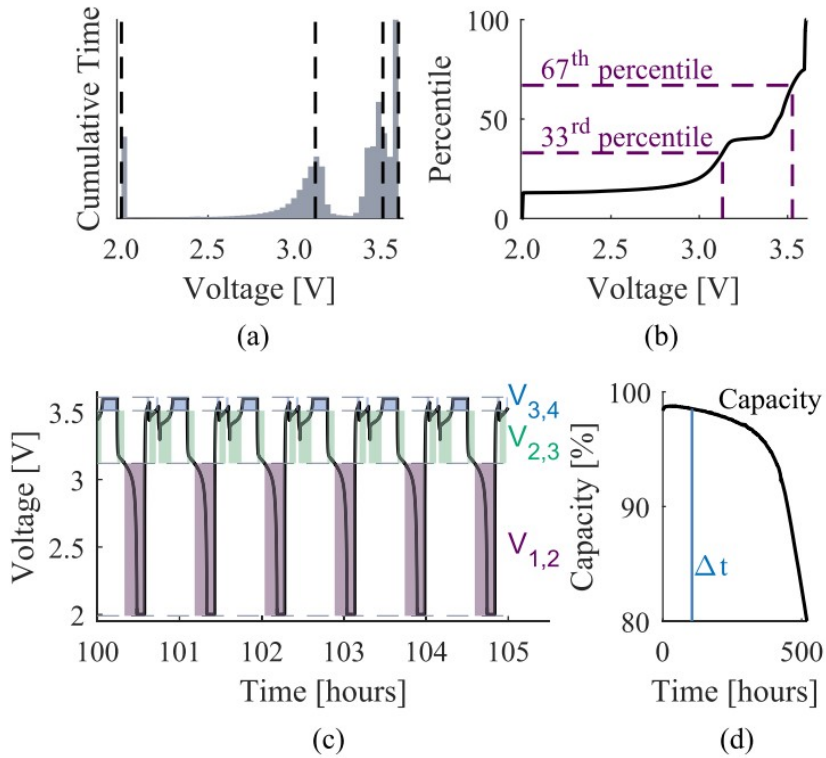 Cumulative Time
2.0 2.5 3.0 3.5
Voltage [V]
(a)
Percentile
100
50
0
67th percentile
33rd percentile
2.0 2.5 3.0 3.5
Voltage [V]
(b)
Voltage [V]
3.5
3
2.5
2
V3,4
V2,3
V1,2
100 101 102 103 104 105
Time [hours]
(c)
Capacity [%]
100
90
80
Capacity
Δt
0 500
Time [hours]
(d)